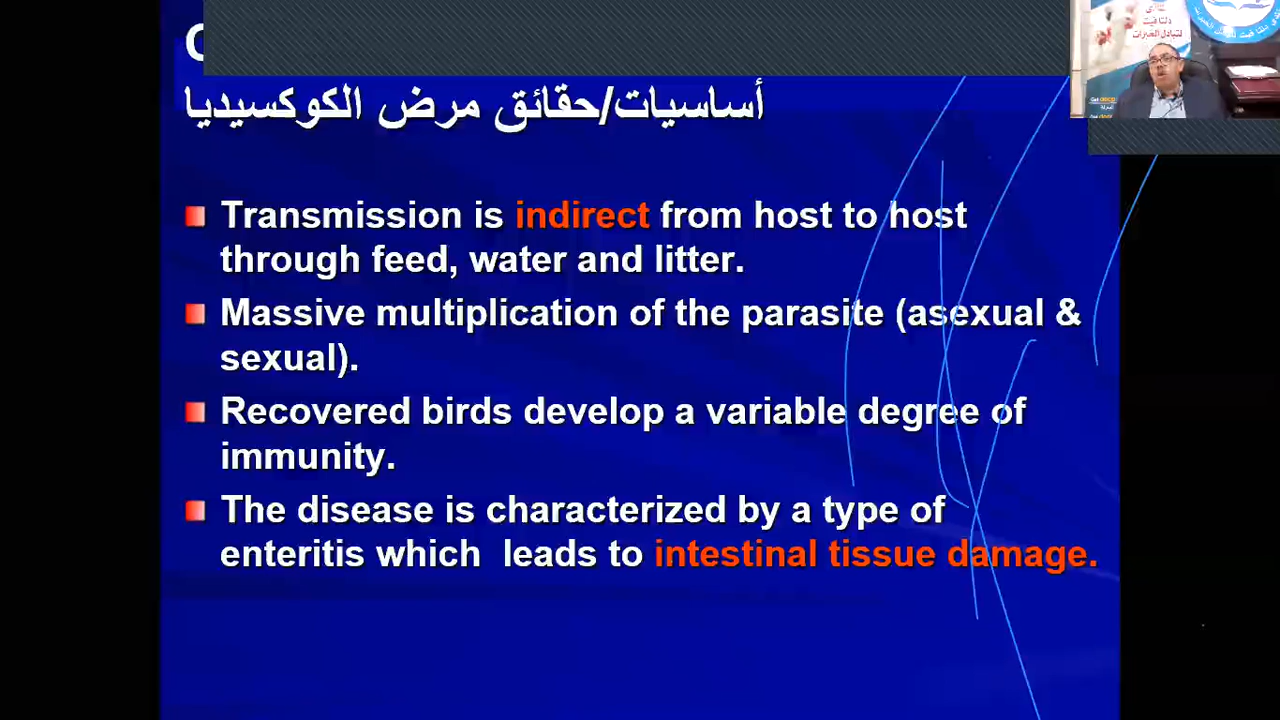 أساسيات/حقائق مرض الكوكسيديا
Transmission is indirect from host to host
through feed, water and litter.
Massive multiplication of the parasite (asexual &
sexual).
Recovered birds develop a variable degree of
immunity.
The disease is characterized by a type of
enteritis which leads to intestinal tissue damage.
لتبادل الخبرات